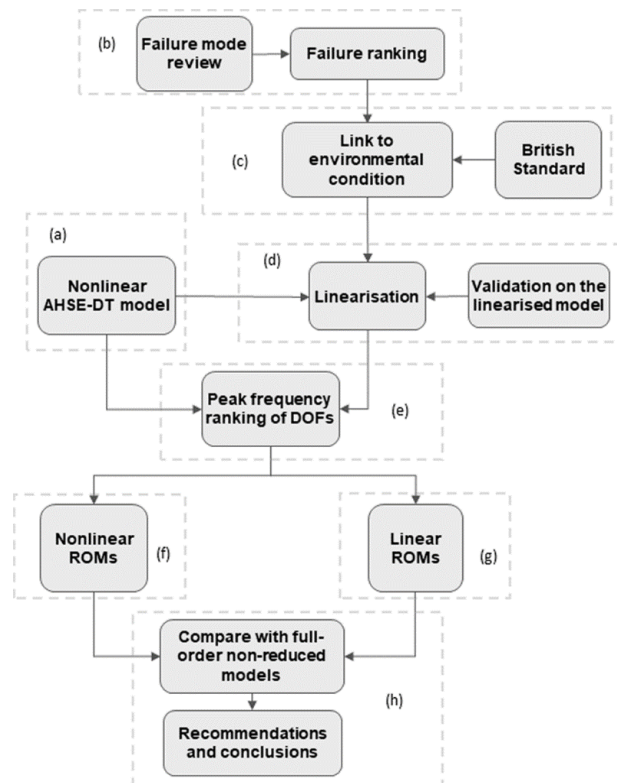 (b)
Failure mode
review
Failure ranking
(c)
Link to
environmental
condition
British
Standard
(a)
Nonlinear
AHSE-DT model
(d)
Linearisation
Validation on the
linearised model
Peak frequency
ranking of DOFs
(e)
Nonlinear
ROMs
(f)
Linear
ROMs
(g)
Compare with full-
order non-reduced
models
(h)
Recommendations
and conclusions